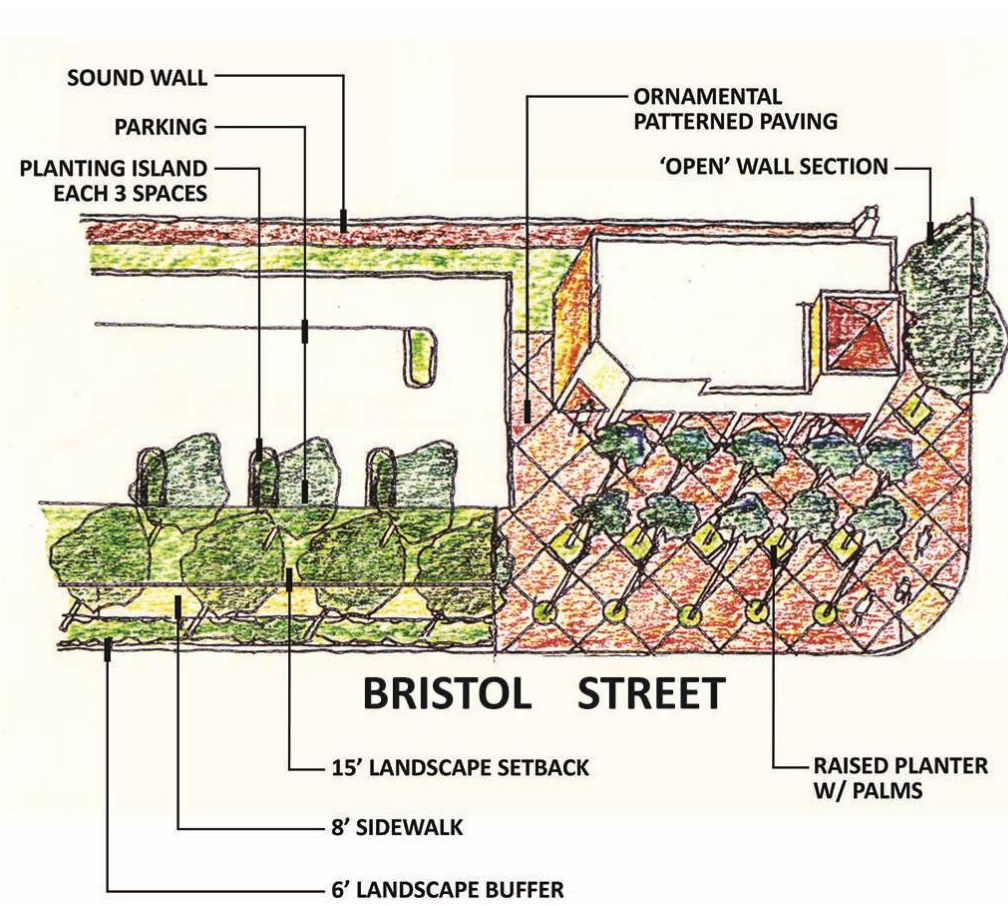 SOUND WALL
PARKING
PLANTING ISLAND
EACH 3 SPACES
ORNAMENTAL
PATTERNED PAVING
‘OPEN’ WALL SECTION
BRISTOL STREET
15’ LANDSCAPE SETBACK
8’ SIDEWALK
6’ LANDSCAPE BUFFER
RAISED PLANTER
W/ PALMS